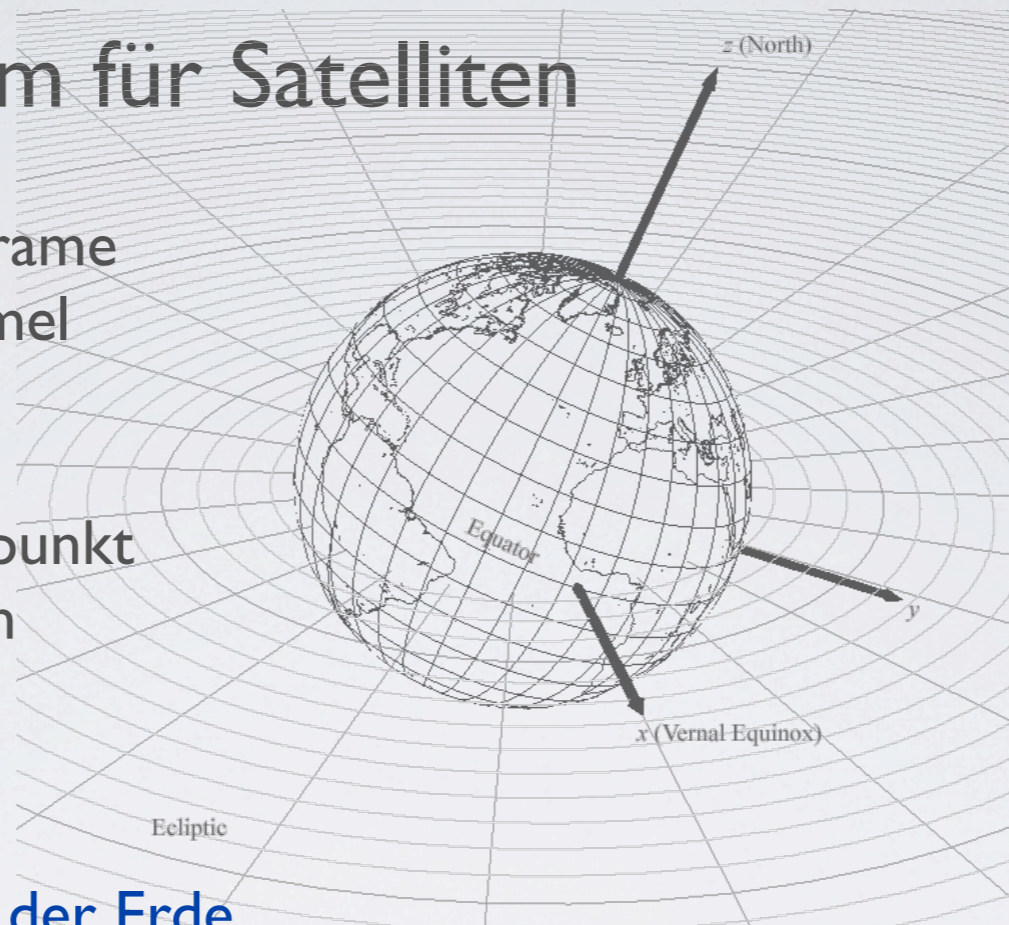 m für Satelliten
z (North)
rame
mel
Equator
punkt
n
y
x (Vernal Equinox)
Ecliptic
der Erde